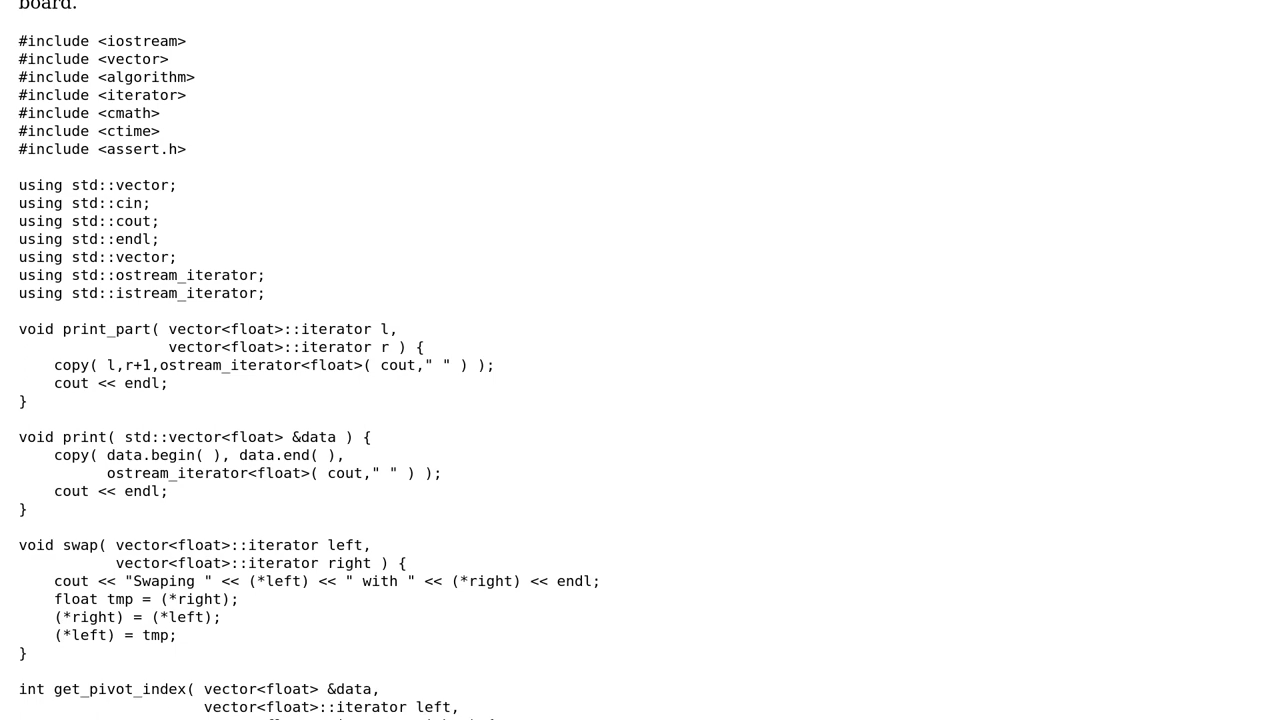 board.
#include <iostream>
#include <vector>
#include <algorithm>
#include <iterator>
#include <cmath>
#include <ctime>
#include <assert.h>
using std::vector;
using std::cin;
using std::cout;
using std::endl;
using std::vector;
using std::ostream_iterator;
using std::istream_iterator;
void print_part( vector<float>::iterator l,
                 vector<float>::iterator r ) {
    copy( l,r+1,ostream_iterator<float>( cout," " ) );
    cout << endl;
}
void print( std::vector<float> &data ) {
    copy( data.begin( ), data.end( ),
          ostream_iterator<float>( cout," " ) );
    cout << endl;
}
void swap( vector<float>::iterator left,
           vector<float>::iterator right ) {
    cout << "Swaping " << (*left) << " with " << (*right) << endl;
    float tmp = (*right);
    (*right) = (*left);
    (*left) = tmp;
}
int get_pivot_index( vector<float> &data,
                     vector<float>::iterator left,